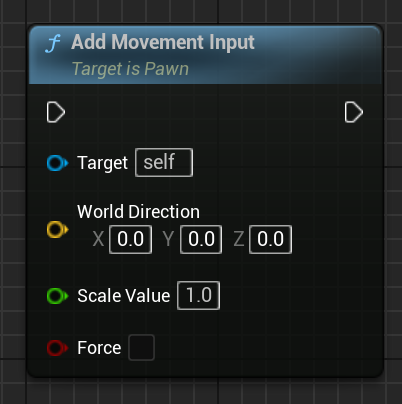 f Add Movement Input
Target is Pawn
Target self
World Direction
X 0.0 Y 0.0 Z 0.0
Scale Value 1.0
Force